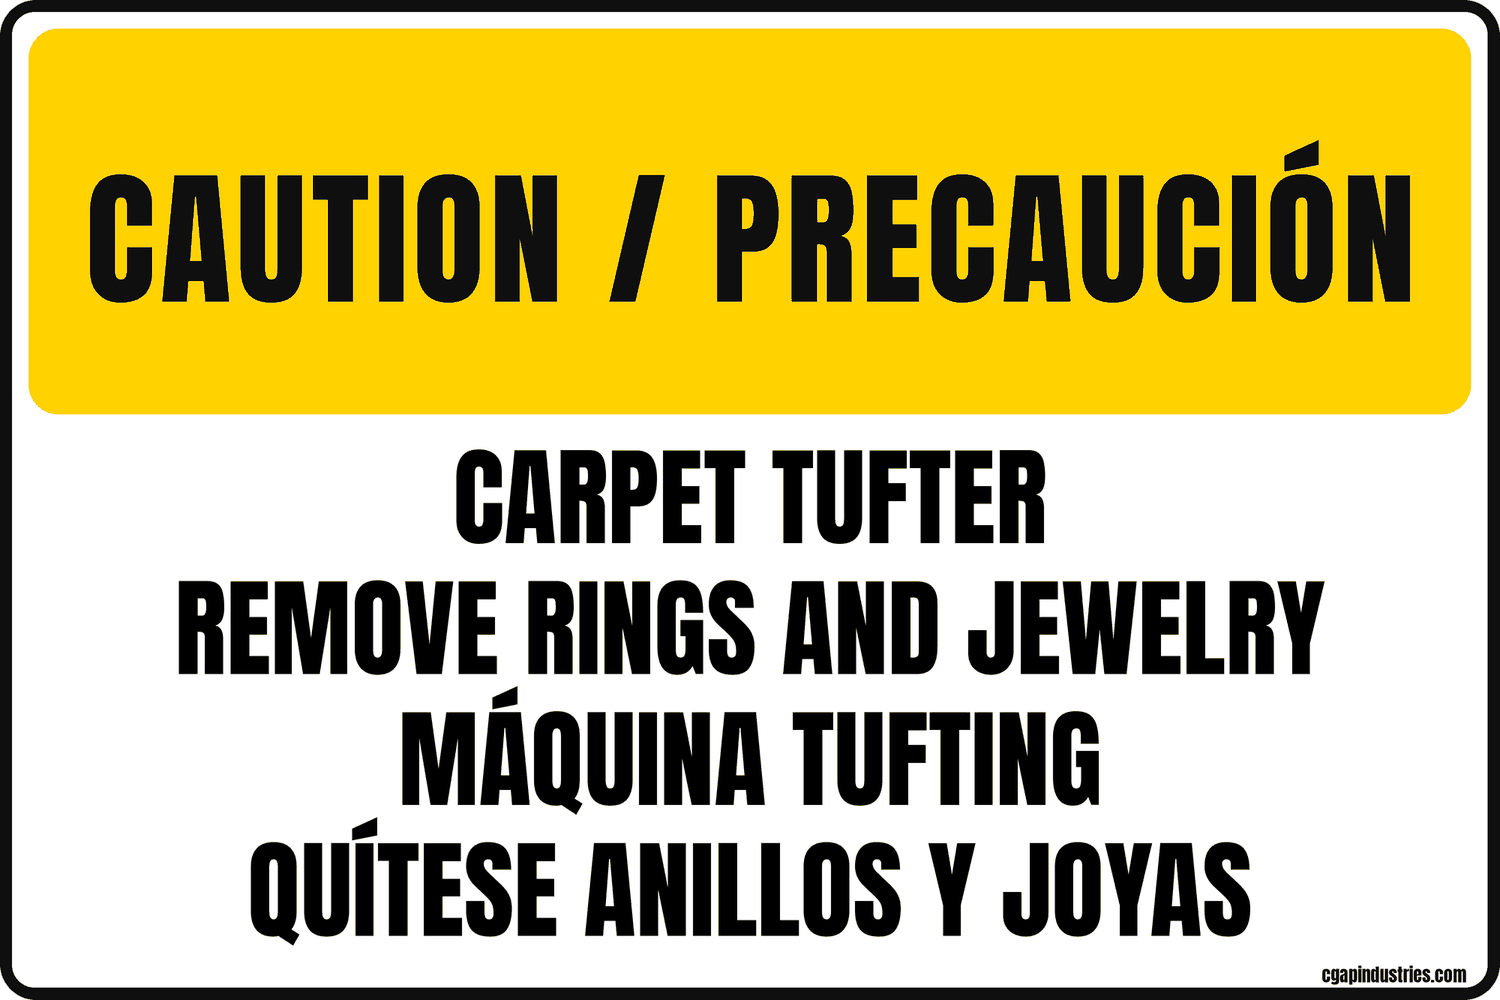 CAUTION / PRECAUCIÓN
CARPET TUFTER
REMOVE RINGS AND JEWELRY
MÁQUINA TUFTING
QUÍTESE ANILLOS Y JOYAS
cgapindustries.com